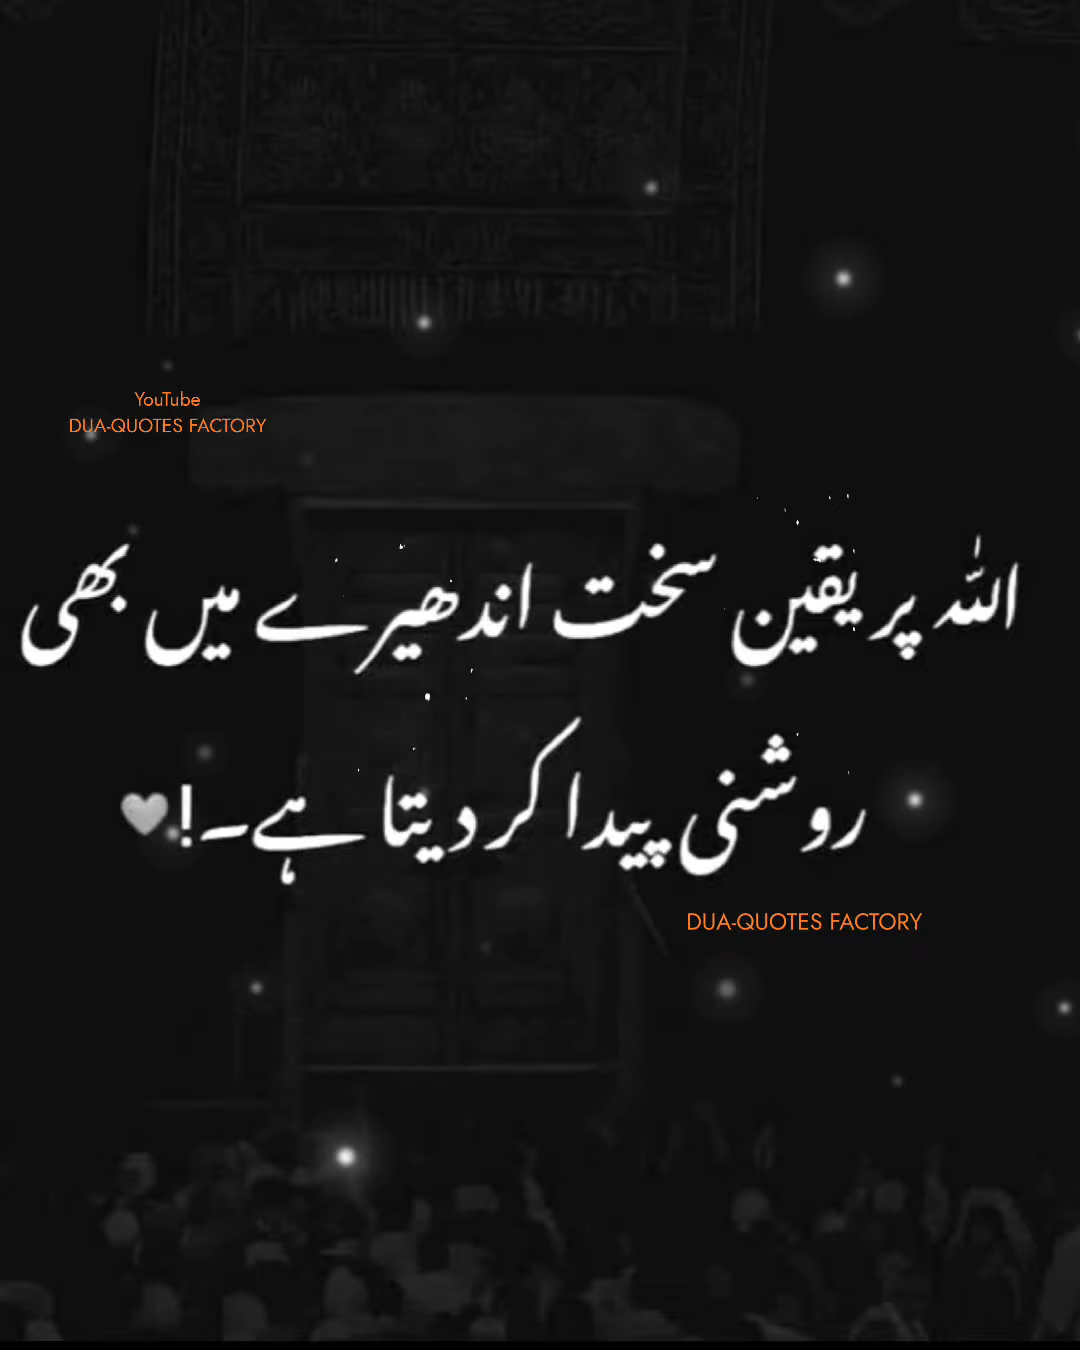 YouTube
DUA-QUOTES FACTORY
اللہ پر یقین سخت اندھیرے میں بھی
روشنی پیدا کر دیتا ہے۔!🤍
DUA-QUOTES FACTORY